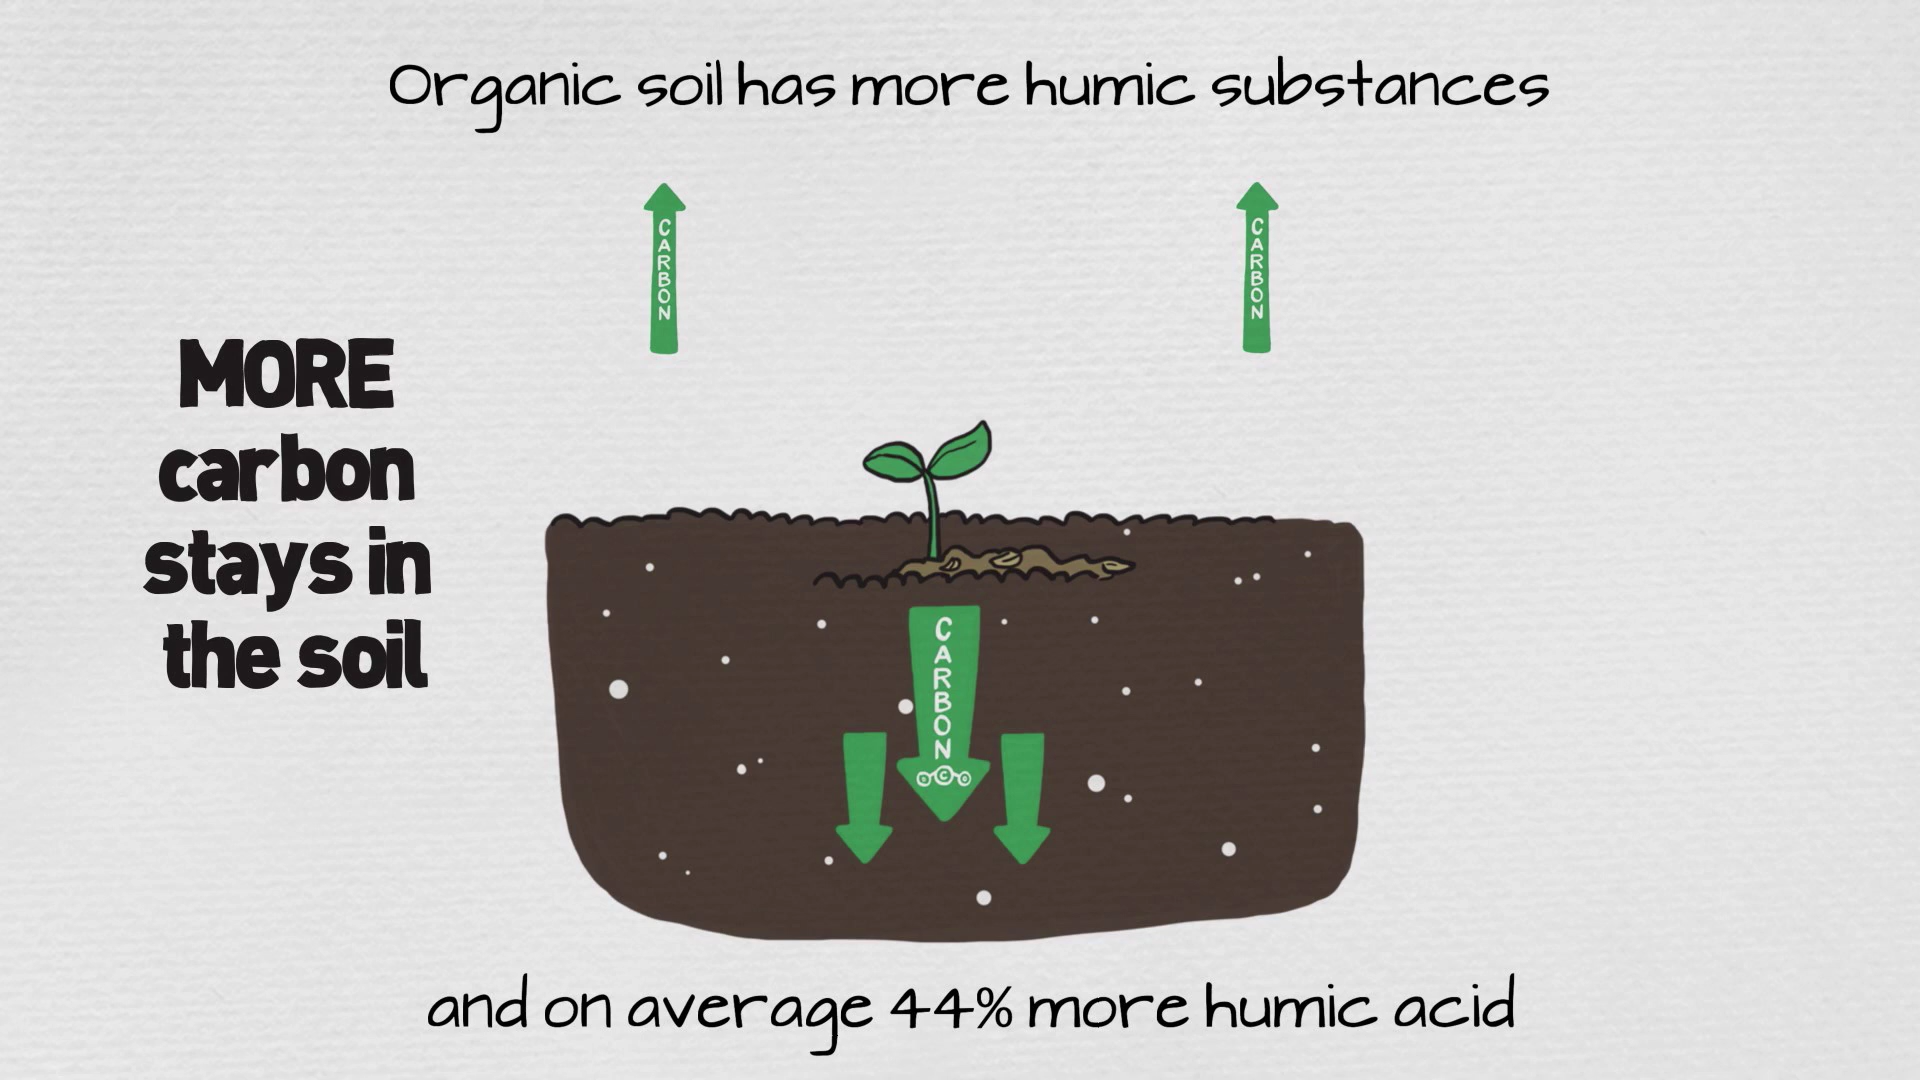 Organic soil has more humic substances
CARBON
CARBON
MORE
carbon
stays in
the soil
CARBON
C
and on average 44% more humic acid